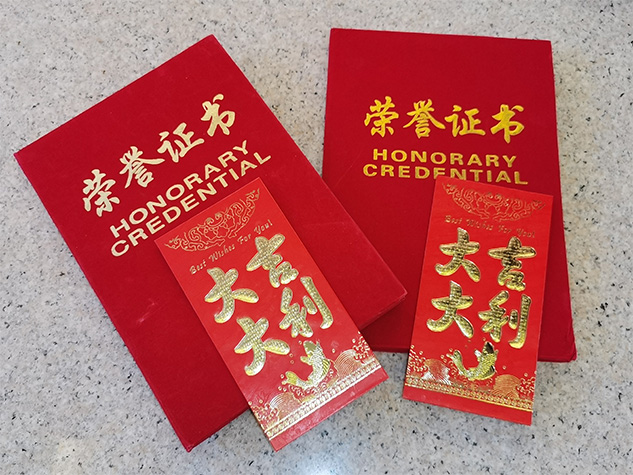 荣誉证书
HONORARY
CREDENTIAL
Best Wishes For You!
大吉
大利
荣誉证书
HONORARY
CREDENTIAL
Best Wishes For You!
大吉
大利